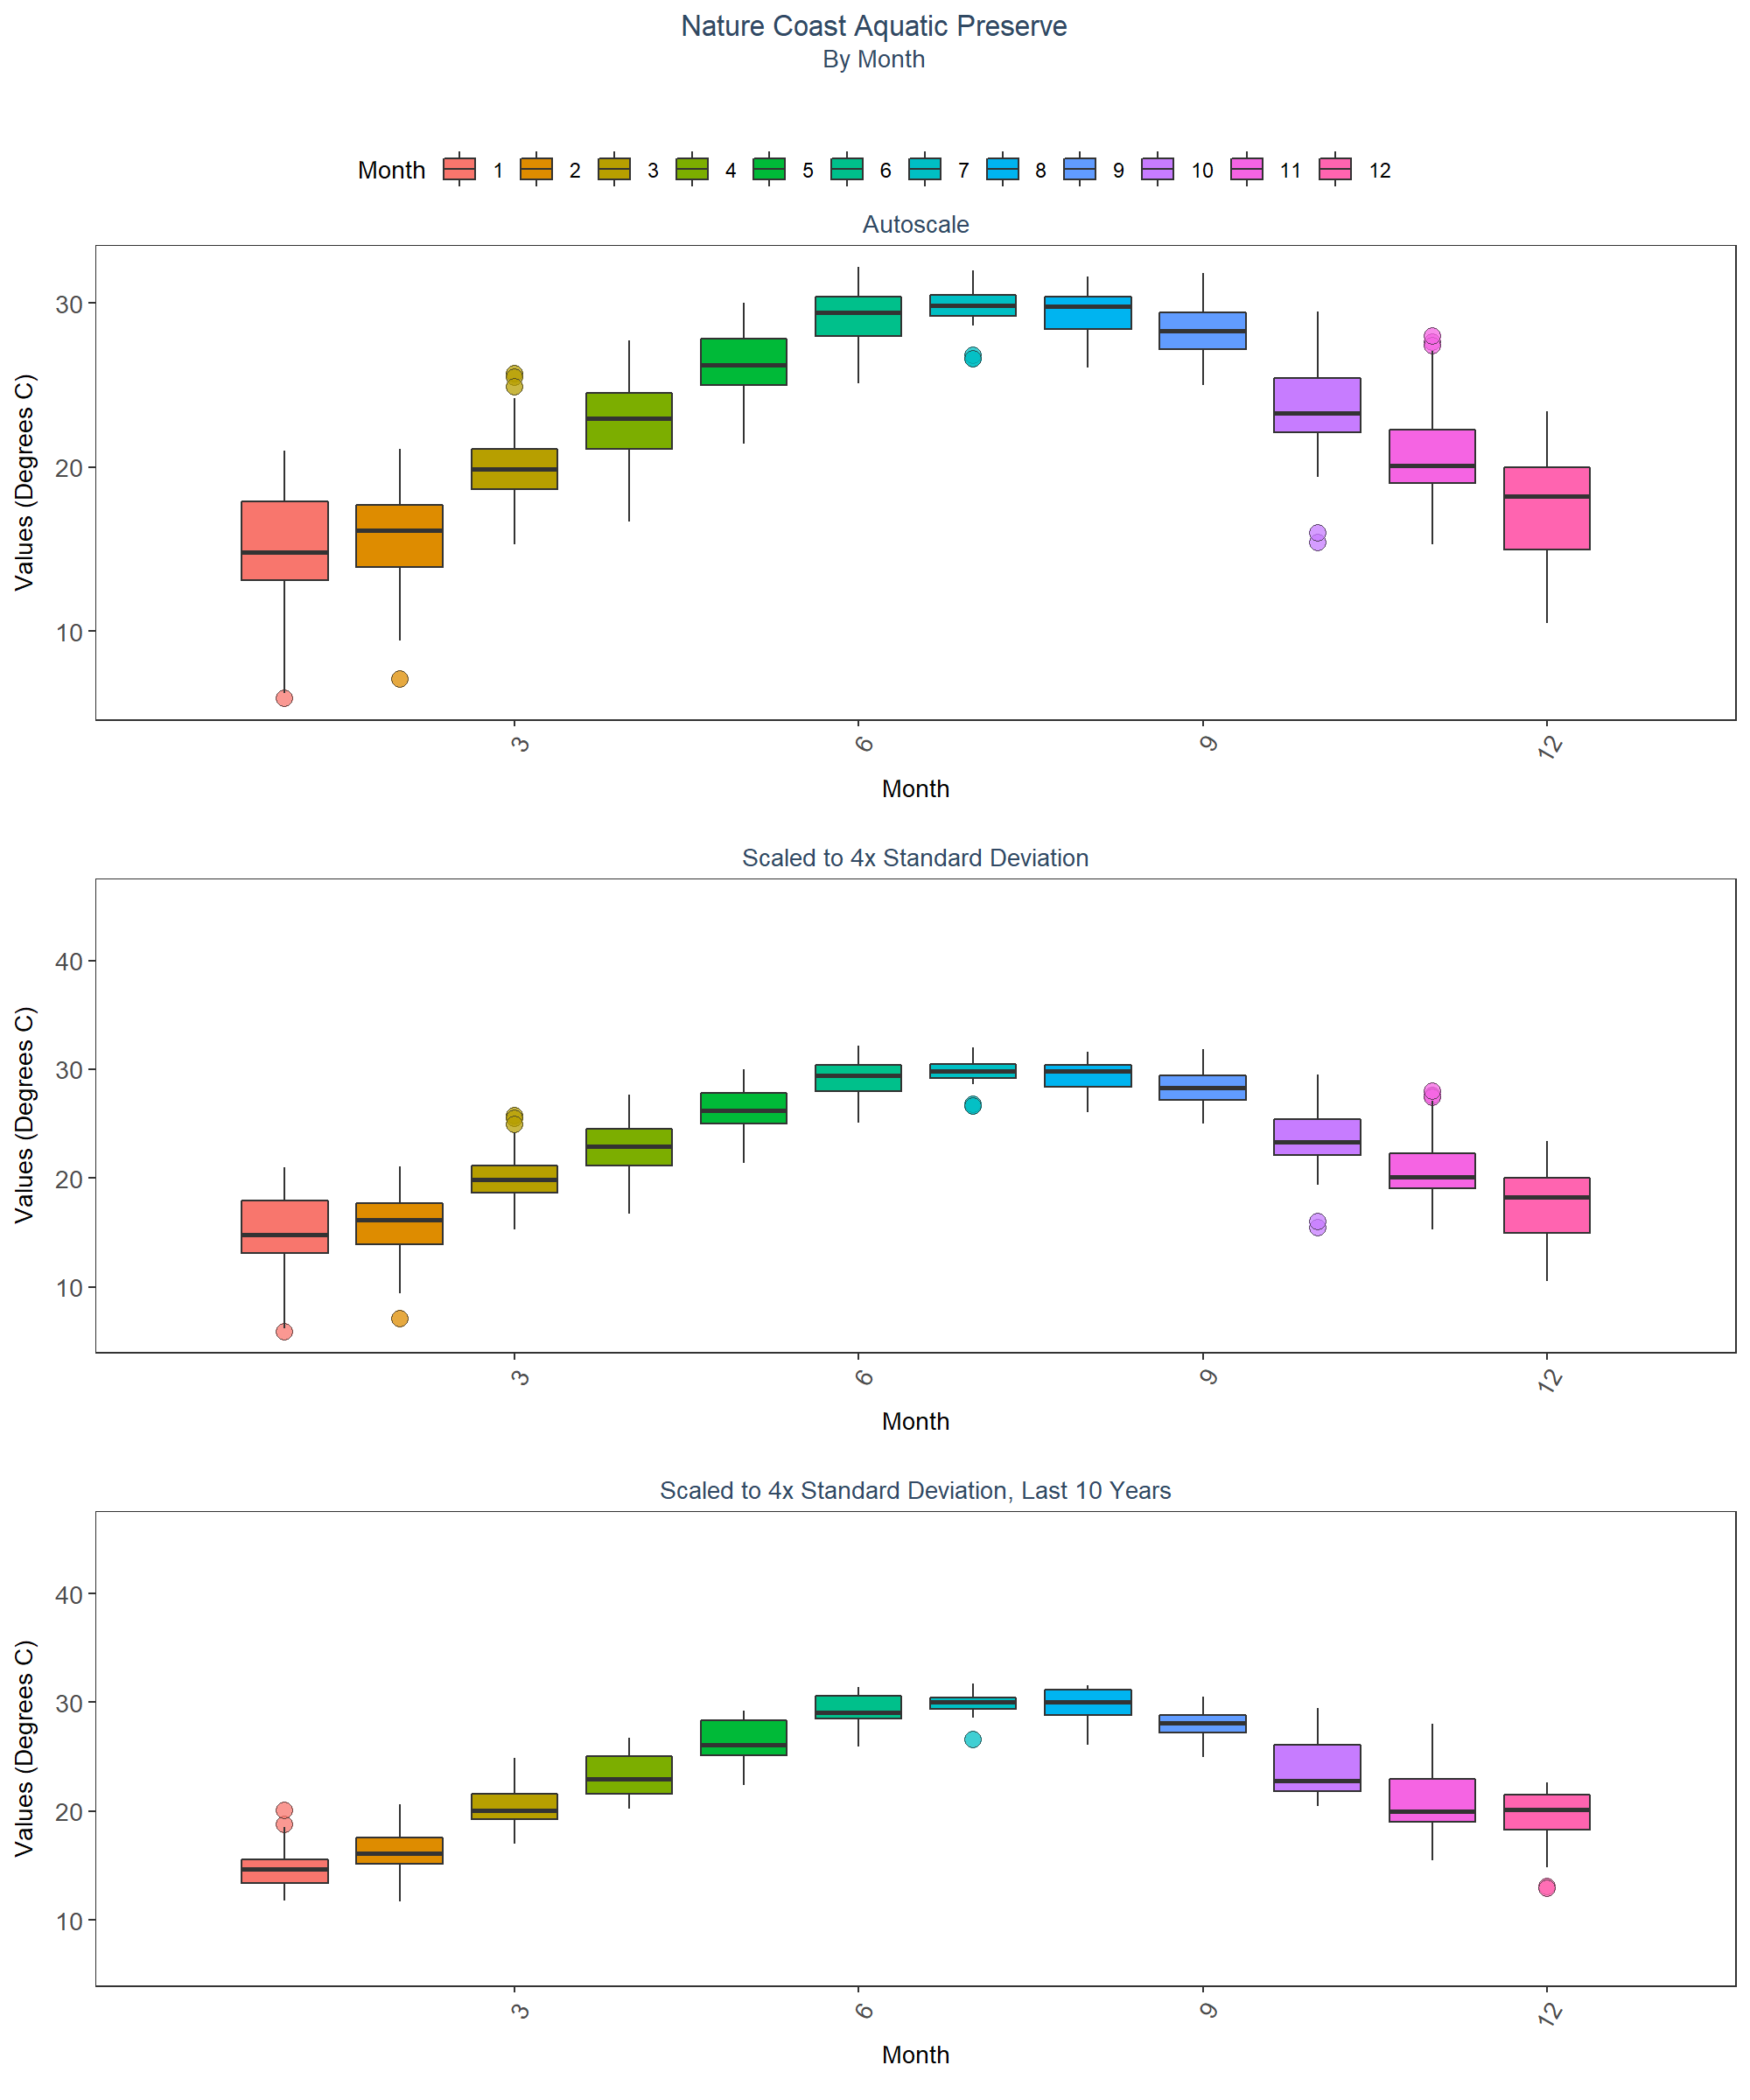 Nature Coast Aquatic Preserve
By Month
Month 1 2 3 4 5 6 7 8 9 10 11 12
Autoscale
Values (Degrees C)
30
20
10
3 6 9 12
Month
Scaled to 4x Standard Deviation
Values (Degrees C)
40
30
20
10
3 6 9 12
Month
Scaled to 4x Standard Deviation, Last 10 Years
Values (Degrees C)
40
30
20
10
3 6 9 12
Month